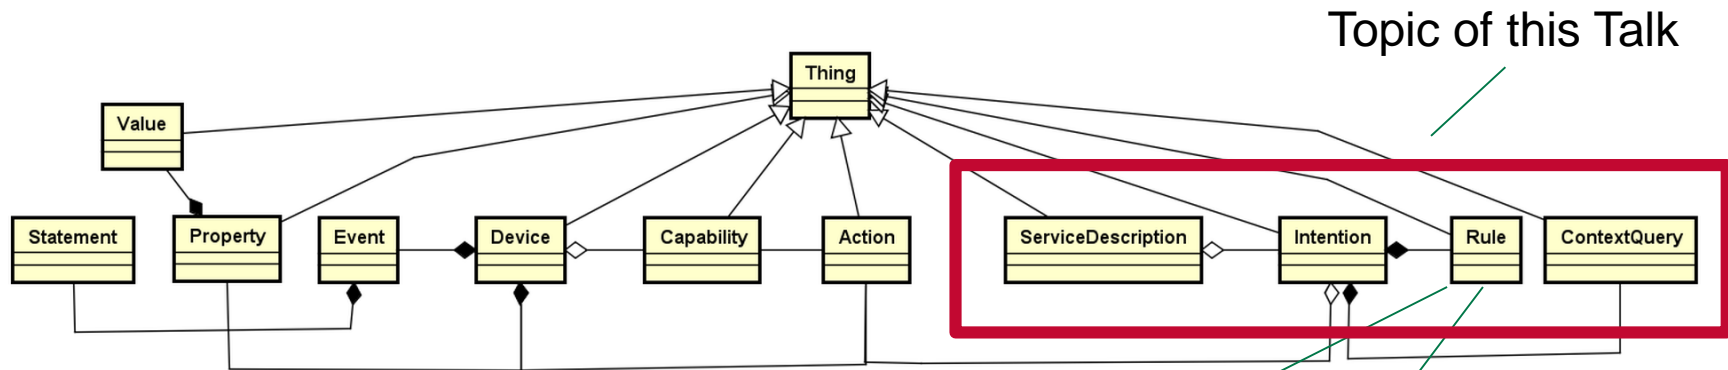 Topic of this Talk
Thing
Value
Statement
Property
Event
Device
Capability
Action
ServiceDescription
Intention
Rule
ContextQuery